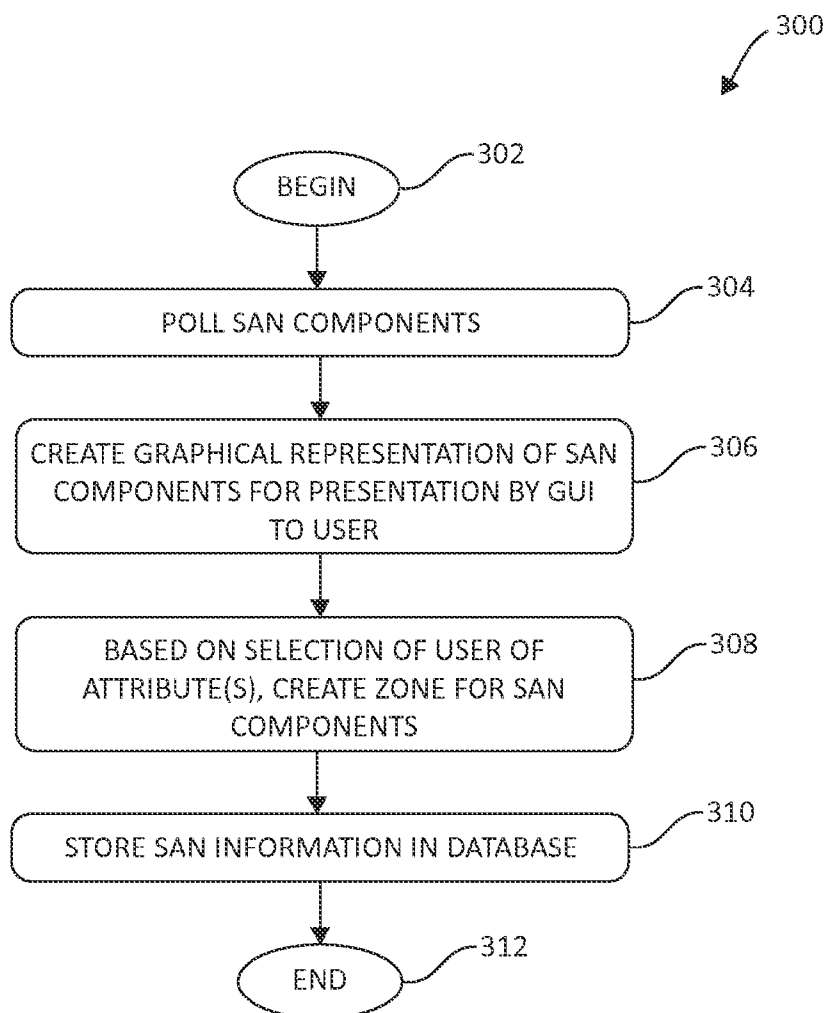 300
BEGIN
302
POLL SAN COMPONENTS
304
CREATE GRAPHICAL REPRESENTATION OF SAN
COMPONENTS FOR PRESENTATION BY GUI
TO USER
306
BASED ON SELECTION OF USER OF
ATTRIBUTE(S), CREATE ZONE FOR SAN
COMPONENTS
308
STORE SAN INFORMATION IN DATABASE
310
END
312